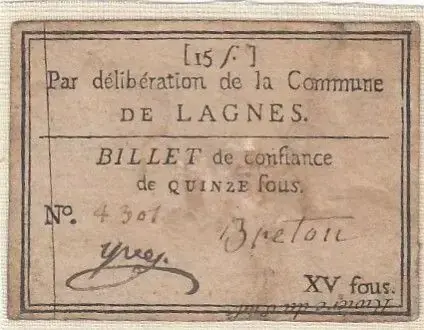 [15 ſ.]
Par délibération de la Commune
DE LAGNES.
BILLET de confiance
de QUINZE ſous.
Nº. 4301
Breton
XV ſous.